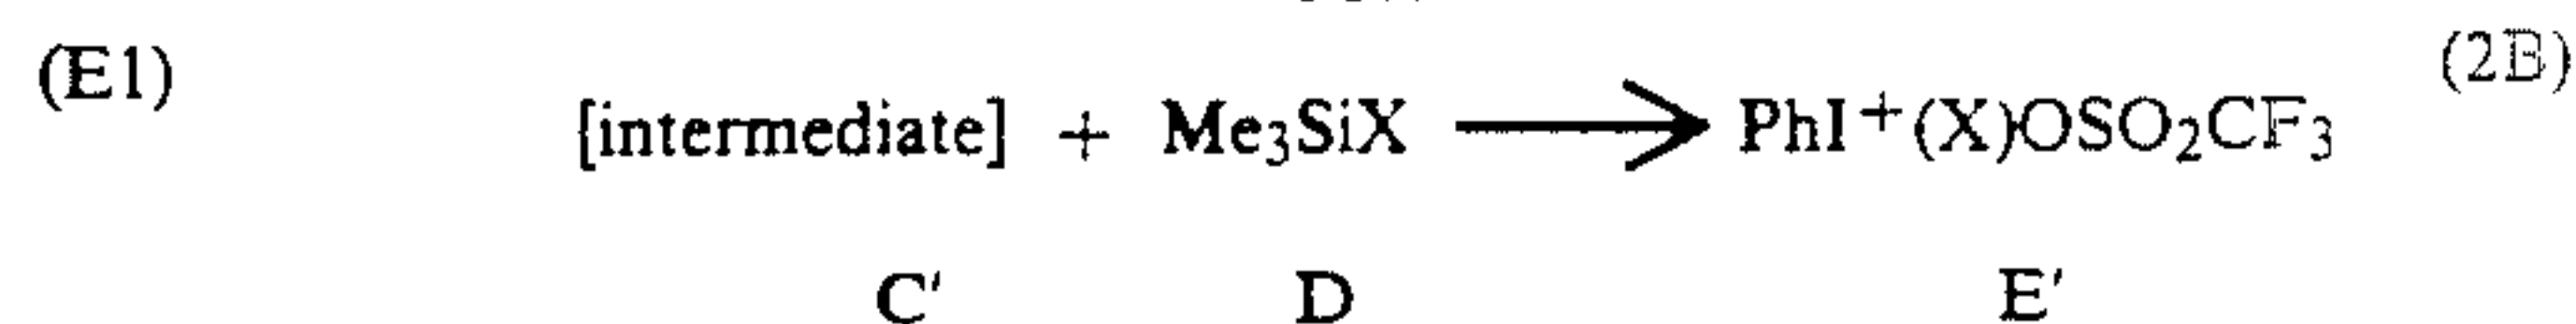 (E1) [intermediate] + Me₃SiX ⟶ PhI⁺(X)OSO₂CF₃ (2B)
C′ D E′